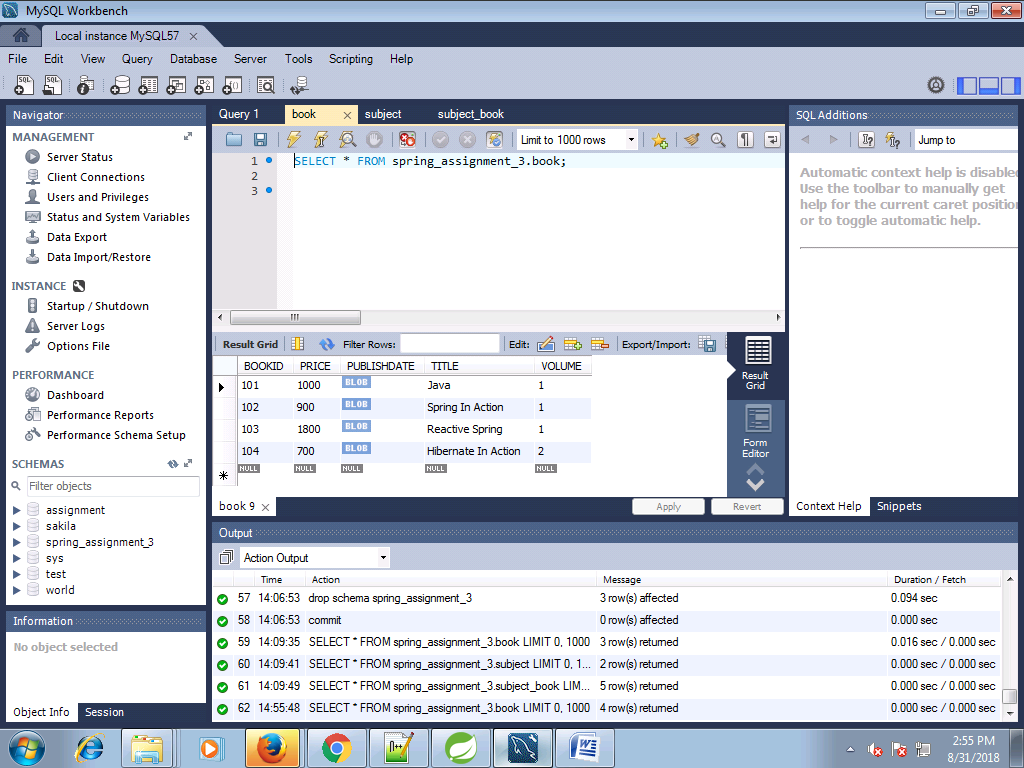 MySQL Workbench
Local instance MySQL57
File Edit View Query Database Server Tools Scripting Help
Navigator
MANAGEMENT
Server Status
Client Connections
Users and Privileges
Status and System Variables
Data Export
Data Import/Restore
INSTANCE
Startup / Shutdown
Server Logs
Options File
PERFORMANCE
Dashboard
Performance Reports
Performance Schema Setup
SCHEMAS
Filter objects
assignment
sakila
spring_assignment_3
sys
test
world
Information
No object selected
Object Info Session
Query 1 book subject subject_book
Limit to 1000 rows
1 SELECT * FROM spring_assignment_3.book;
2
3
Result Grid Filter Rows: Edit: Export/Import:
BOOKID PRICE PUBLISHDATE TITLE VOLUME
101 1000 BLOB Java 1
102 900 BLOB Spring In Action 1
103 1800 BLOB Reactive Spring 1
104 700 BLOB Hibernate In Action 2
NULL NULL NULL NULL NULL
Result
Grid
Form
Editor
book 9 Apply Revert
SQL Additions
Jump to
Automatic context help is disabled
Use the toolbar to manually get
help for the current caret position
or to toggle automatic help.
Context Help Snippets
Output
Action Output
Time Action Message Duration / Fetch
57 14:06:53 drop schema spring_assignment_3 3 row(s) affected 0.094 sec
58 14:06:53 commit 0 row(s) affected 0.000 sec
59 14:09:35 SELECT * FROM spring_assignment_3.book LIMIT 0, 1000 3 row(s) returned 0.016 sec / 0.000 sec
60 14:09:41 SELECT * FROM spring_assignment_3.subject LIMIT 0, 1... 2 row(s) returned 0.000 sec / 0.000 sec
61 14:09:49 SELECT * FROM spring_assignment_3.subject_book LIM... 5 row(s) returned 0.000 sec / 0.000 sec
62 14:55:48 SELECT * FROM spring_assignment_3.book LIMIT 0, 1000 4 row(s) returned 0.000 sec / 0.000 sec
2:55 PM
8/31/2018